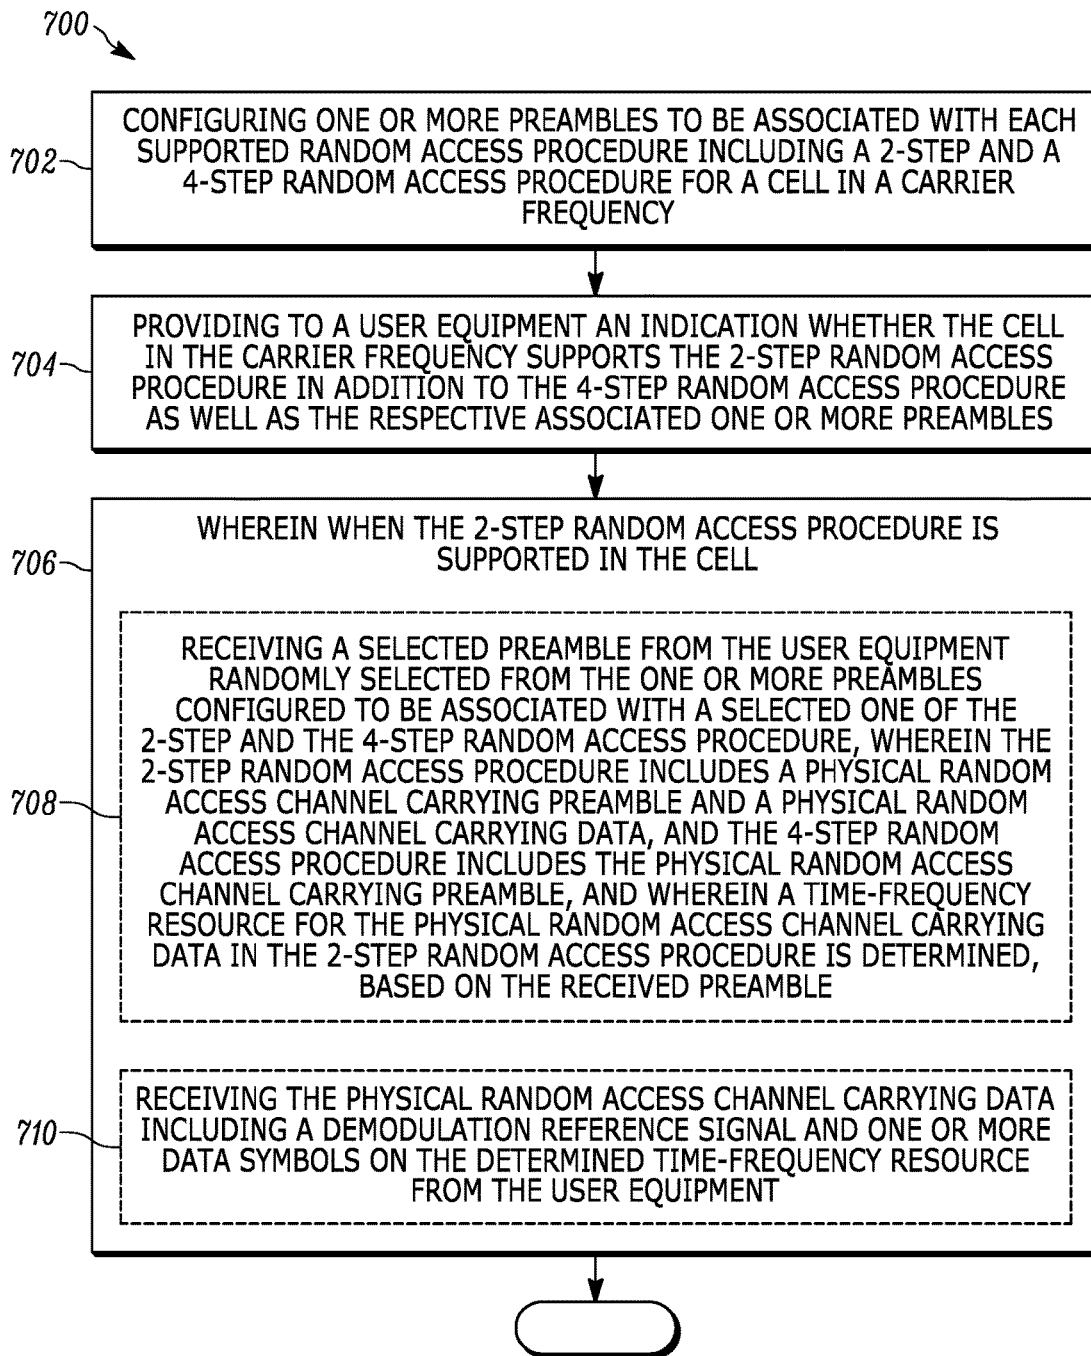 700
702
CONFIGURING ONE OR MORE PREAMBLES TO BE ASSOCIATED WITH EACH
SUPPORTED RANDOM ACCESS PROCEDURE INCLUDING A 2-STEP AND A
4-STEP RANDOM ACCESS PROCEDURE FOR A CELL IN A CARRIER
FREQUENCY
704
PROVIDING TO A USER EQUIPMENT AN INDICATION WHETHER THE CELL
IN THE CARRIER FREQUENCY SUPPORTS THE 2-STEP RANDOM ACCESS
PROCEDURE IN ADDITION TO THE 4-STEP RANDOM ACCESS PROCEDURE
AS WELL AS THE RESPECTIVE ASSOCIATED ONE OR MORE PREAMBLES
706
WHEREIN WHEN THE 2-STEP RANDOM ACCESS PROCEDURE IS
SUPPORTED IN THE CELL
708
RECEIVING A SELECTED PREAMBLE FROM THE USER EQUIPMENT
RANDOMLY SELECTED FROM THE ONE OR MORE PREAMBLES
CONFIGURED TO BE ASSOCIATED WITH A SELECTED ONE OF THE
2-STEP AND THE 4-STEP RANDOM ACCESS PROCEDURE, WHEREIN THE
2-STEP RANDOM ACCESS PROCEDURE INCLUDES A PHYSICAL RANDOM
ACCESS CHANNEL CARRYING PREAMBLE AND A PHYSICAL RANDOM
ACCESS CHANNEL CARRYING DATA, AND THE 4-STEP RANDOM
ACCESS PROCEDURE INCLUDES THE PHYSICAL RANDOM ACCESS
CHANNEL CARRYING PREAMBLE, AND WHEREIN A TIME-FREQUENCY
RESOURCE FOR THE PHYSICAL RANDOM ACCESS CHANNEL CARRYING
DATA IN THE 2-STEP RANDOM ACCESS PROCEDURE IS DETERMINED,
BASED ON THE RECEIVED PREAMBLE
710
RECEIVING THE PHYSICAL RANDOM ACCESS CHANNEL CARRYING DATA
INCLUDING A DEMODULATION REFERENCE SIGNAL AND ONE OR MORE
DATA SYMBOLS ON THE DETERMINED TIME-FREQUENCY RESOURCE
FROM THE USER EQUIPMENT